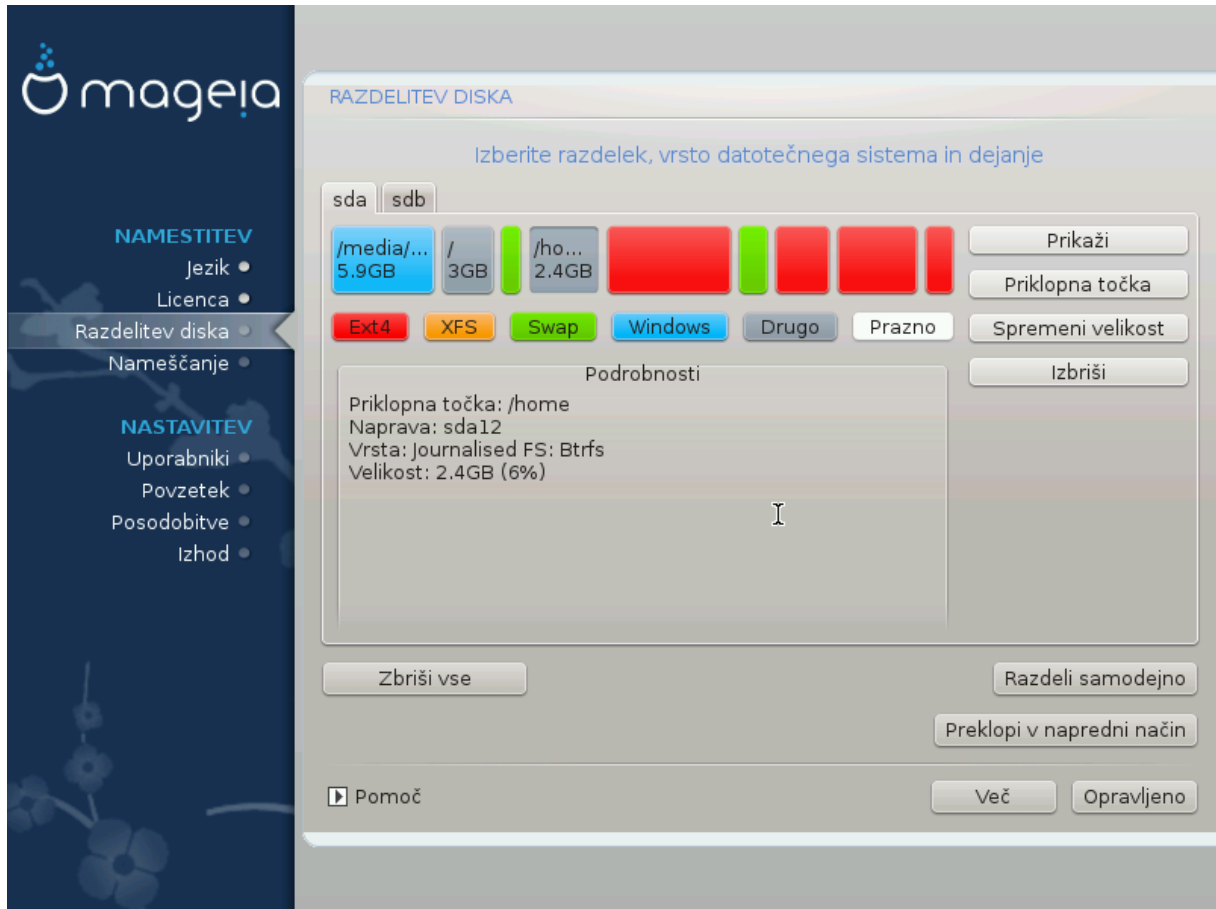 mageia
NAMESTITEV
Jezik
Licenca
Razdelitev diska
Nameščanje
NASTAVITEV
Uporabniki
Povzetek
Posodobitve
Izhod
RAZDELITEV DISKA
Izberite razdelek, vrsto datotečnega sistema in dejanje
sda sdb
/media/... / /ho...
5.9GB 3GB 2.4GB
Ext4 XFS Swap Windows Drugo Prazno
Podrobnosti
Priklopna točka: /home
Naprava: sda12
Vrsta: Journalised FS: Btrfs
Velikost: 2.4GB (6%)
Prikaži
Priklopna točka
Spremeni velikost
Izbriši
Zbriši vse
Razdeli samodejno
Preklopi v napredni način
Pomoč
Več
Opravljeno